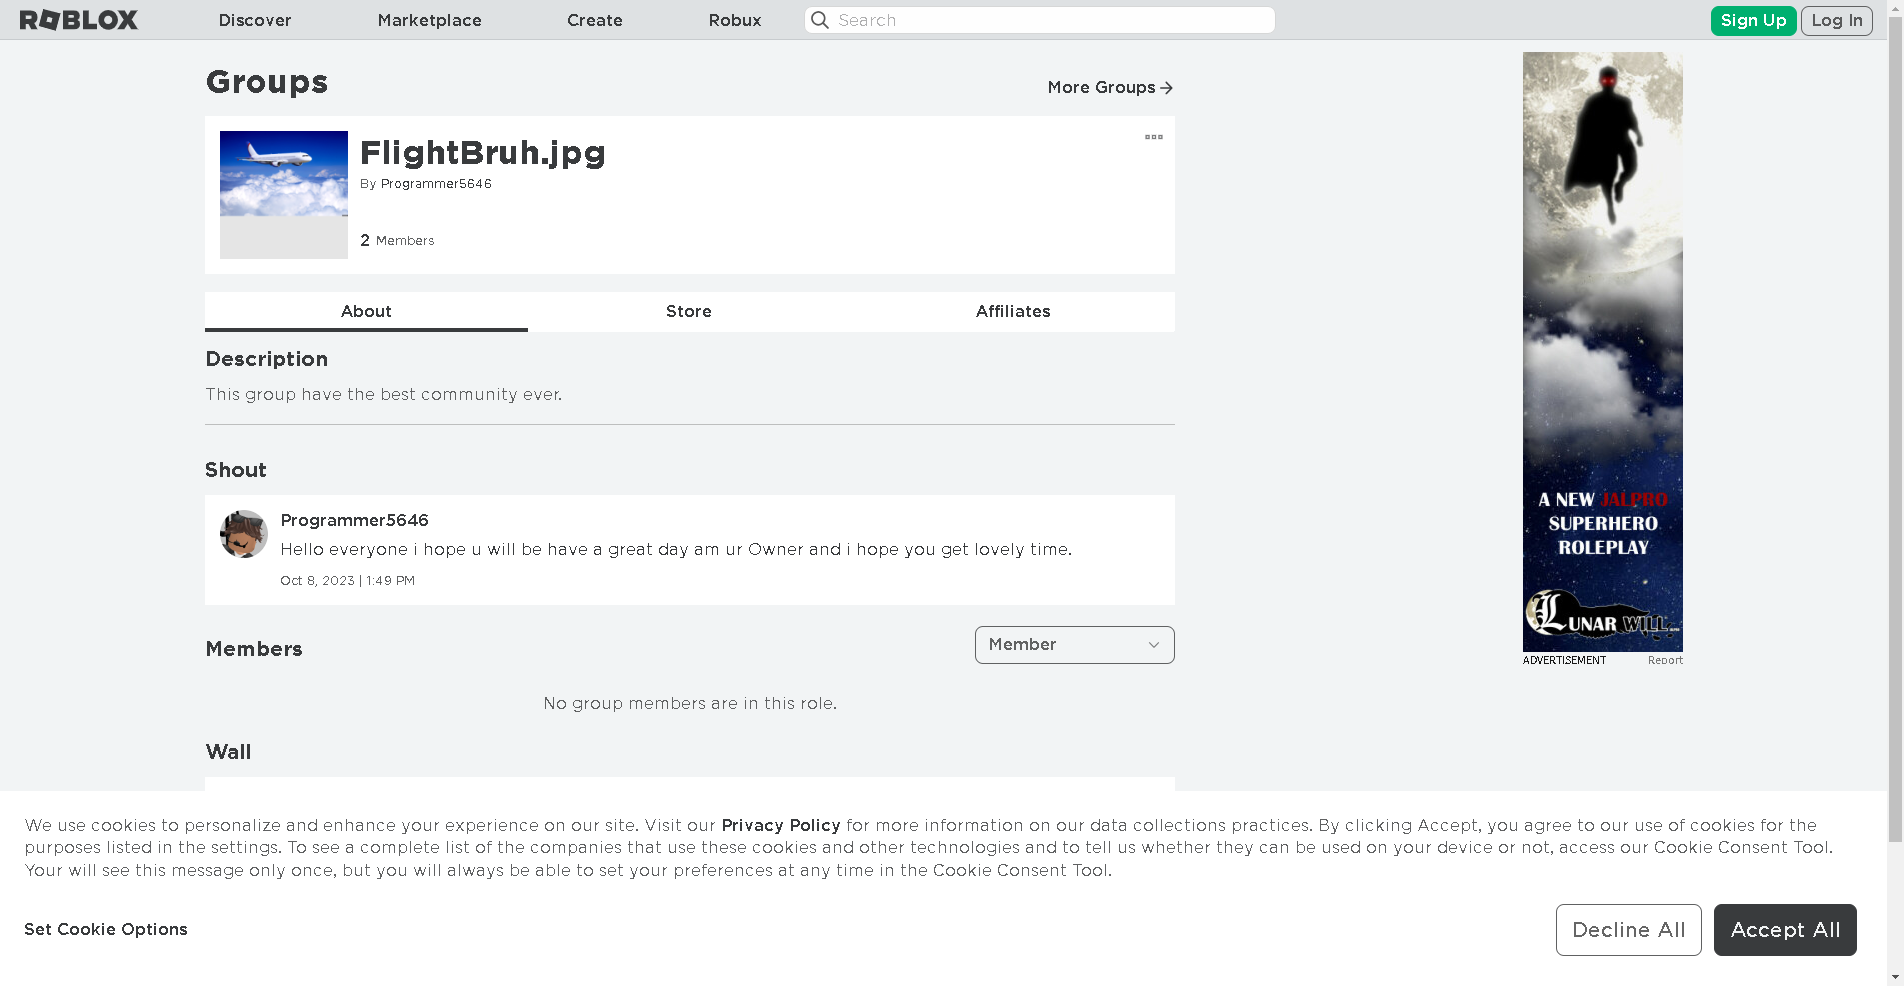 ROBLOX Discover Marketplace Create Robux Search Sign Up Log In
Groups
More Groups
FlightBruh.jpg
By Programmer5646
2 Members
About Store Affiliates
Description
This group have the best community ever.
Shout
Programmer5646
Hello everyone i hope u will be have a great day am ur Owner and i hope you get lovely time.
Oct 8, 2023 | 1:49 PM
Members
Member
No group members are in this role.
Wall
A NEW JAILPRO
SUPERHERO
ROLEPLAY
LUNAR WILL
ADVERTISEMENT Report
We use cookies to personalize and enhance your experience on our site. Visit our Privacy Policy for more information on our data collections practices. By clicking Accept, you agree to our use of cookies for the
purposes listed in the settings. To see a complete list of the companies that use these cookies and other technologies and to tell us whether they can be used on your device or not, access our Cookie Consent Tool.
Your will see this message only once, but you will always be able to set your preferences at any time in the Cookie Consent Tool.
Set Cookie Options
Decline All
Accept All